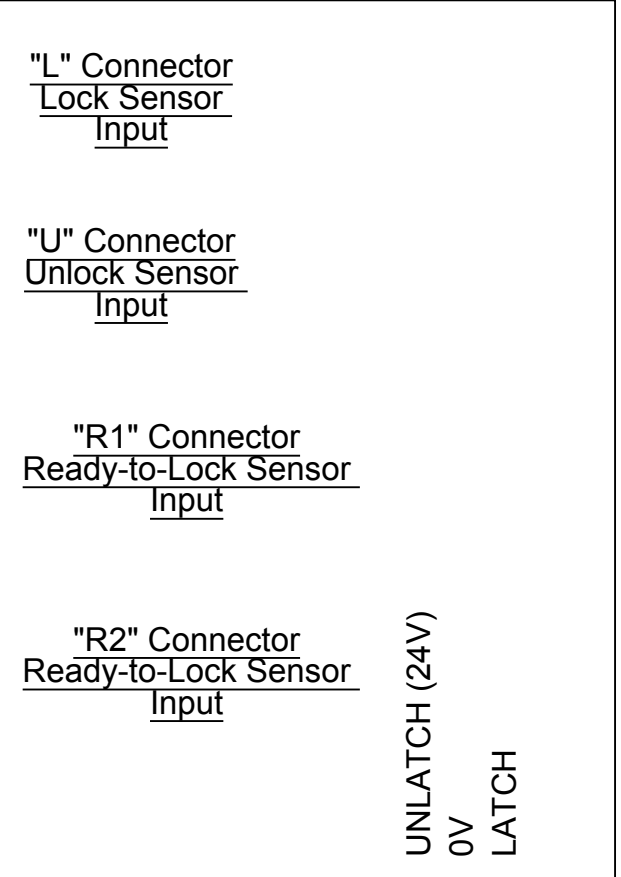 "L" Connector
Lock Sensor
Input
"U" Connector
Unlock Sensor
Input
"R1" Connector
Ready-to-Lock Sensor
Input
"R2" Connector
Ready-to-Lock Sensor
Input
UNLATCH (24V)
0V
LATCH